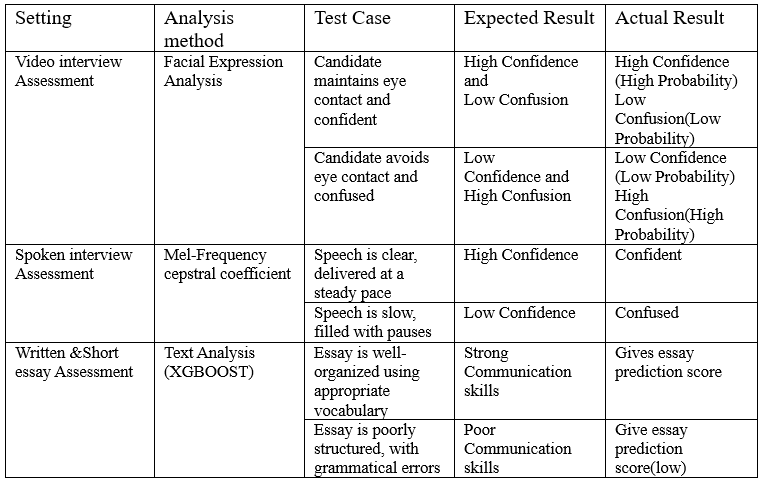 Setting
Analysis
method
Test Case
Expected Result
Actual Result
Video interview
Assessment
Facial Expression
Analysis
Candidate
maintains eye
contact and
confident
High Confidence
and
Low Confusion
High Confidence
(High Probability)
Low
Confusion(Low
Probability)
Candidate avoids
eye contact and
confused
Low
Confidence and
High Confusion
Low Confidence
(Low Probability)
High
Confusion(High
Probability)
Spoken interview
Assessment
Mel-Frequency
cepstral coefficient
Speech is clear,
delivered at a
steady pace
High Confidence
Confident
Speech is slow,
filled with pauses
Low Confidence
Confused
Written &Short
essay Assessment
Text Analysis
(XGBOOST)
Essay is well-
organized using
appropriate
vocabulary
Strong
Communication
skills
Gives essay
prediction score
Essay is poorly
structured, with
grammatical errors
Poor
Communication
skills
Give essay
prediction
score(low)